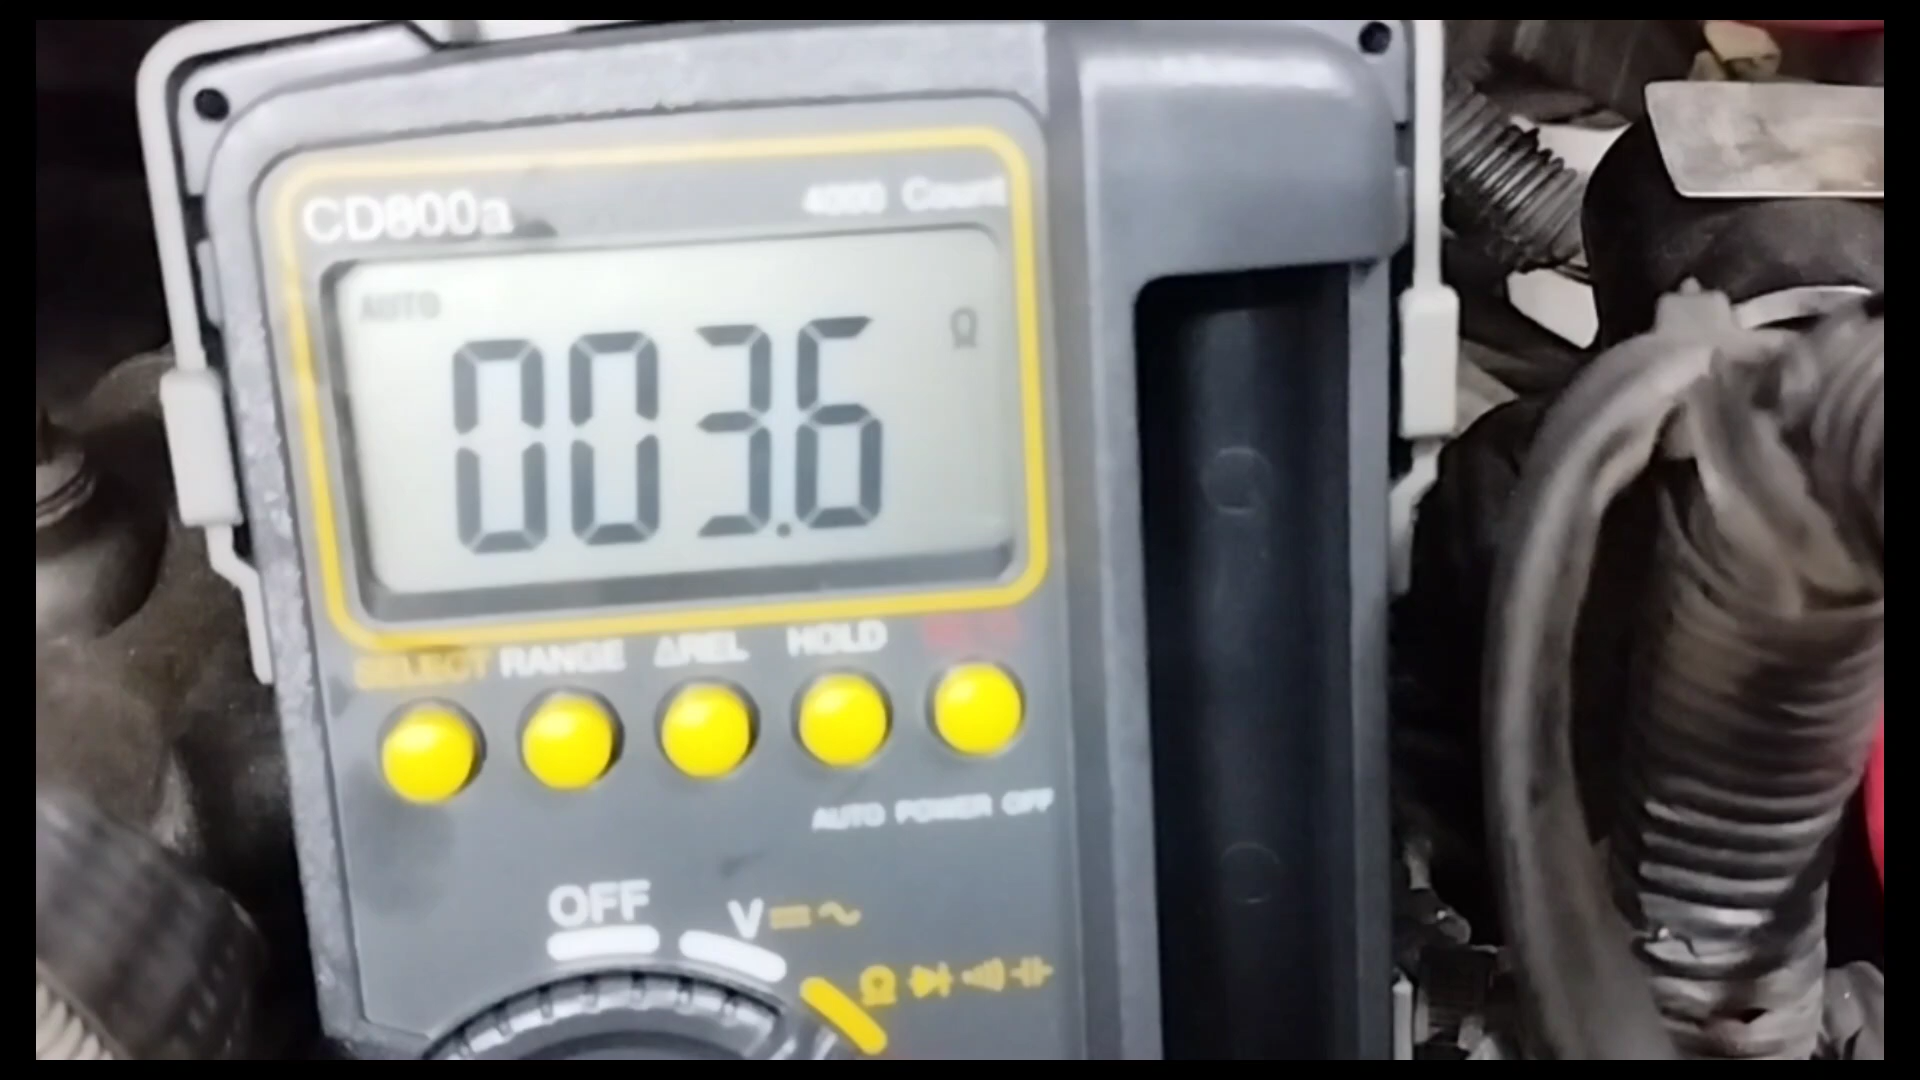 CD800a
4000 Count
AUTO
003.6 Ω
SELECT RANGE ΔREL HOLD
AUTO POWER OFF
OFF
V
Ω